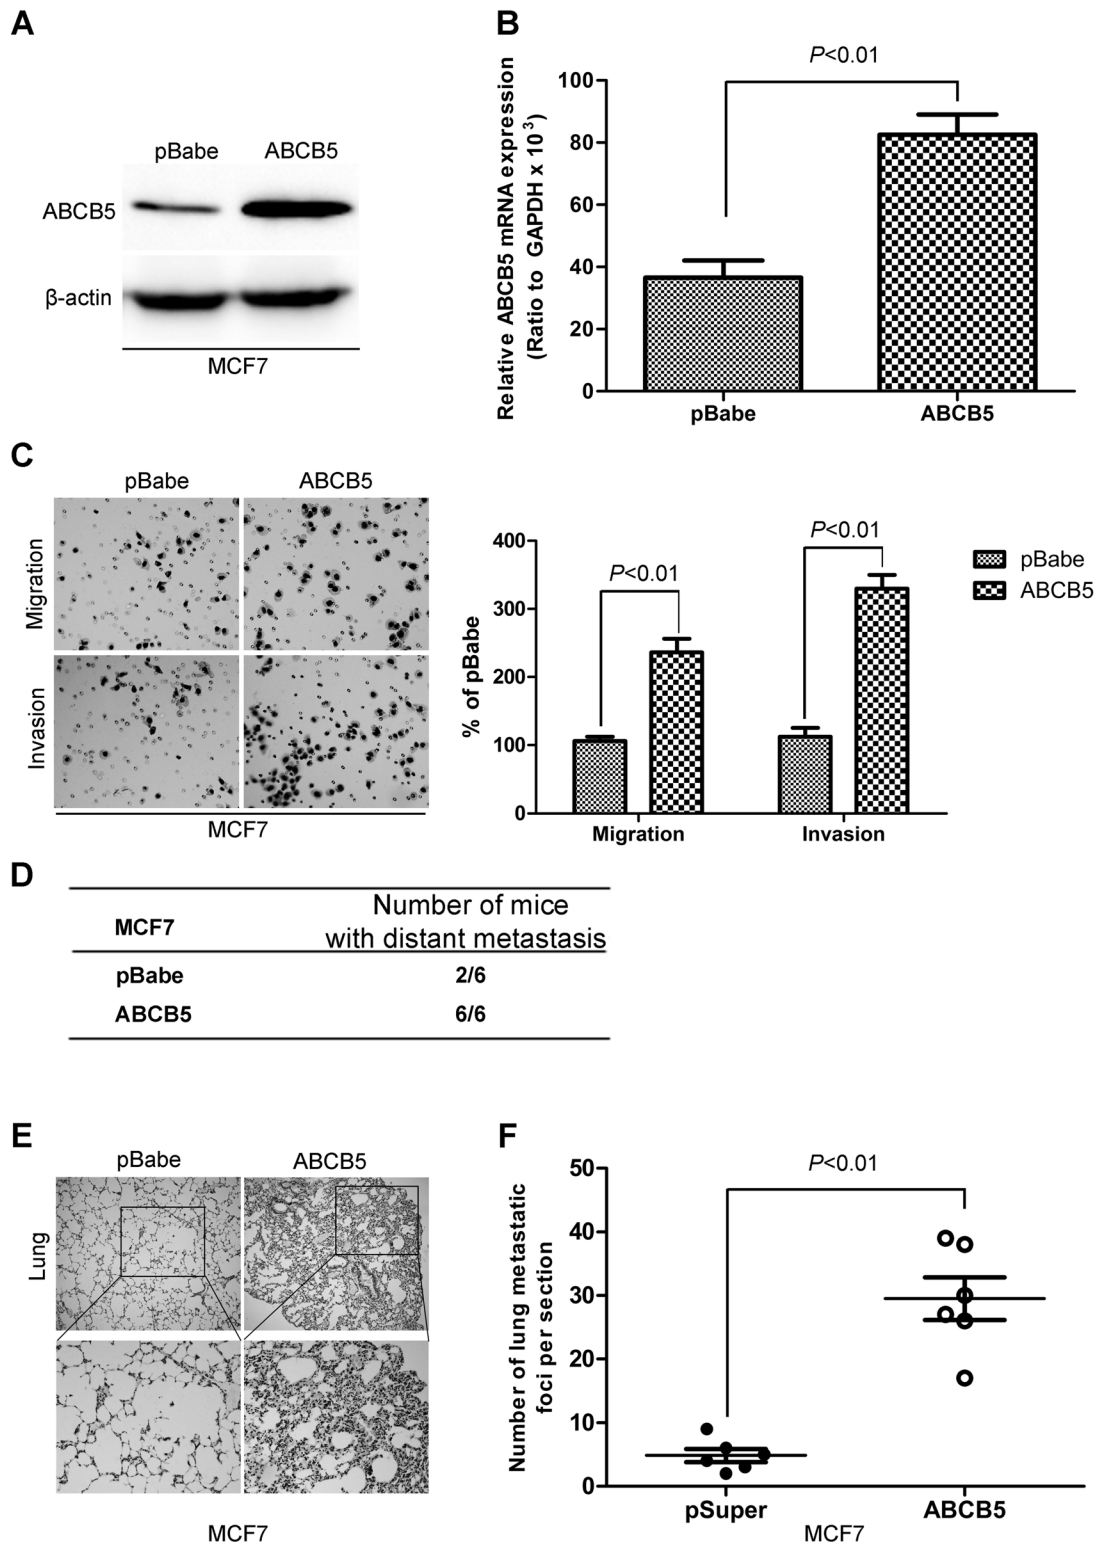 A
pBabe ABCB5
ABCB5
β-actin
MCF7
B
Relative ABCB5 mRNA expression
(Ratio to GAPDH x 10³)
P<0.01
100
80
60
40
20
0
pBabe ABCB5
C
pBabe ABCB5
Migration
Invasion
MCF7
% of pBabe
400
300
200
100
0
P<0.01
P<0.01
Migration Invasion
pBabe
ABCB5
D
MCF7
Number of mice
with distant metastasis
pBabe 2/6
ABCB5 6/6
E
pBabe ABCB5
Lung
MCF7
F
Number of lung metastatic
foci per section
P<0.01
50
40
30
20
10
0
pSuper ABCB5
MCF7